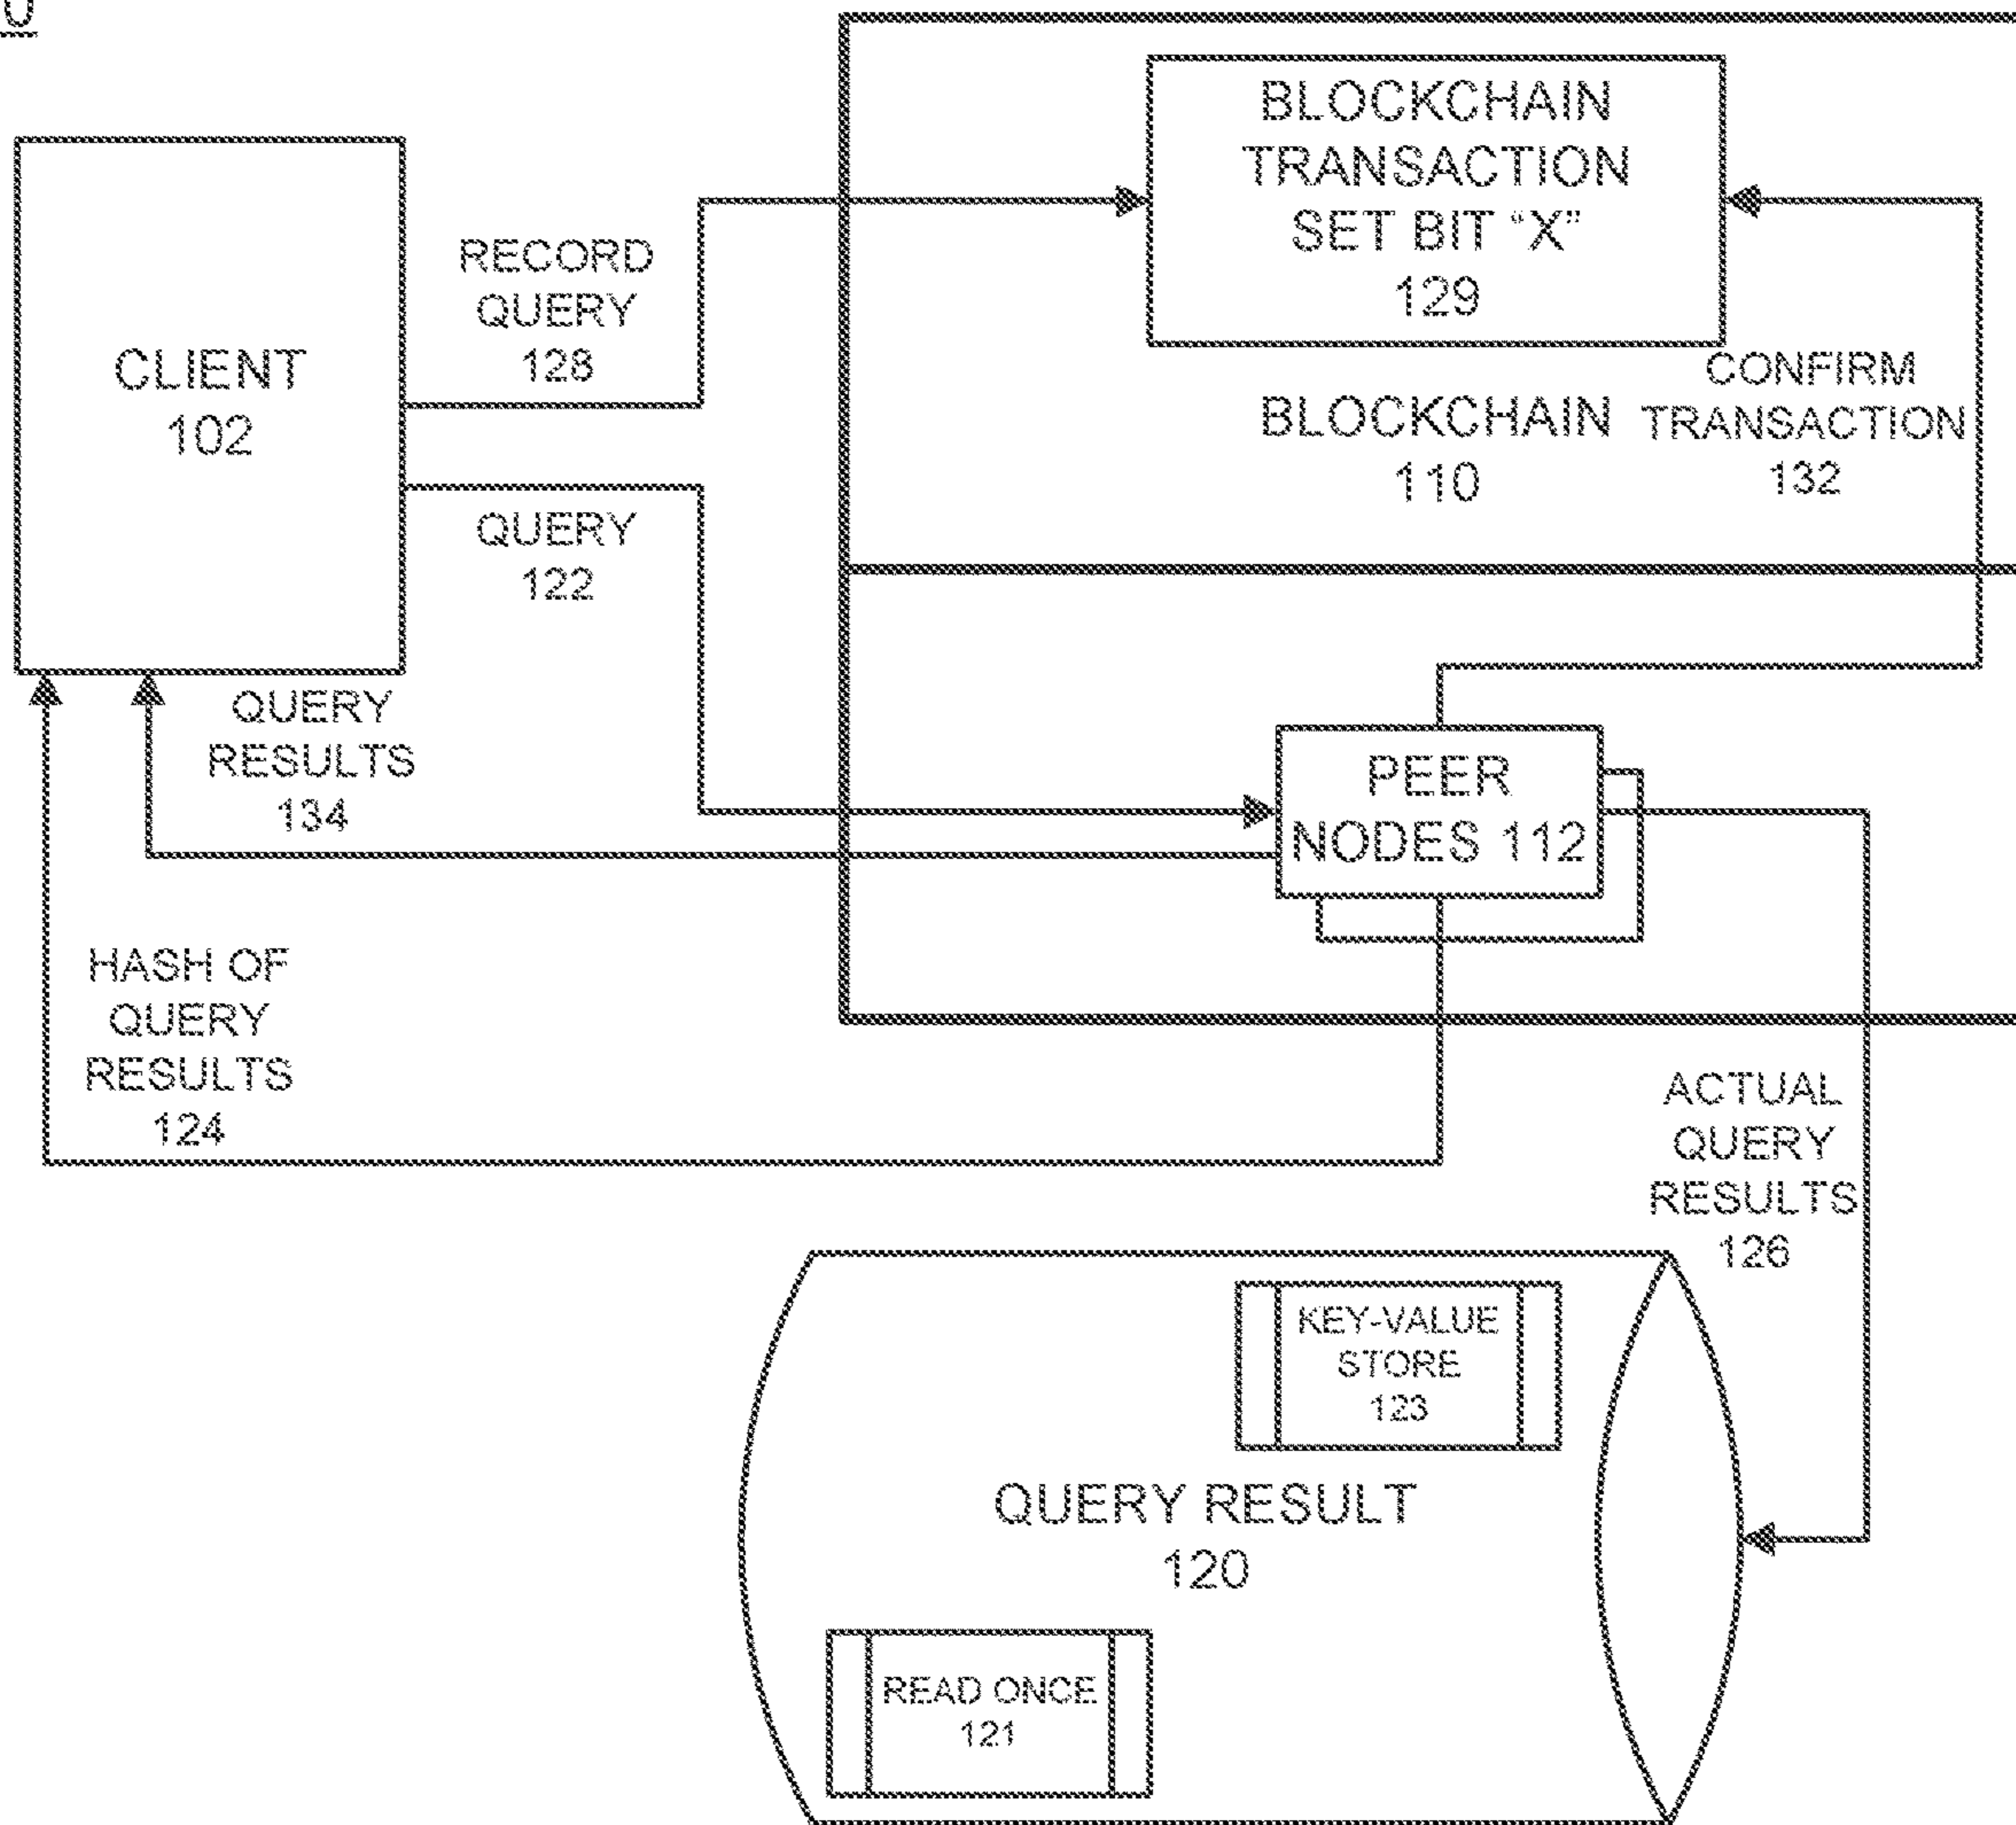 0
BLOCKCHAIN
TRANSACTION
SET BIT “X”
129
RECORD
QUERY
128
CLIENT
102
CONFIRM
TRANSACTION
132
BLOCKCHAIN
110
QUERY
122
QUERY
RESULTS
134
PEER
NODES 112
HASH OF
QUERY
RESULTS
124
ACTUAL
QUERY
RESULTS
126
KEY-VALUE
STORE
123
QUERY RESULT
120
READ ONCE
121